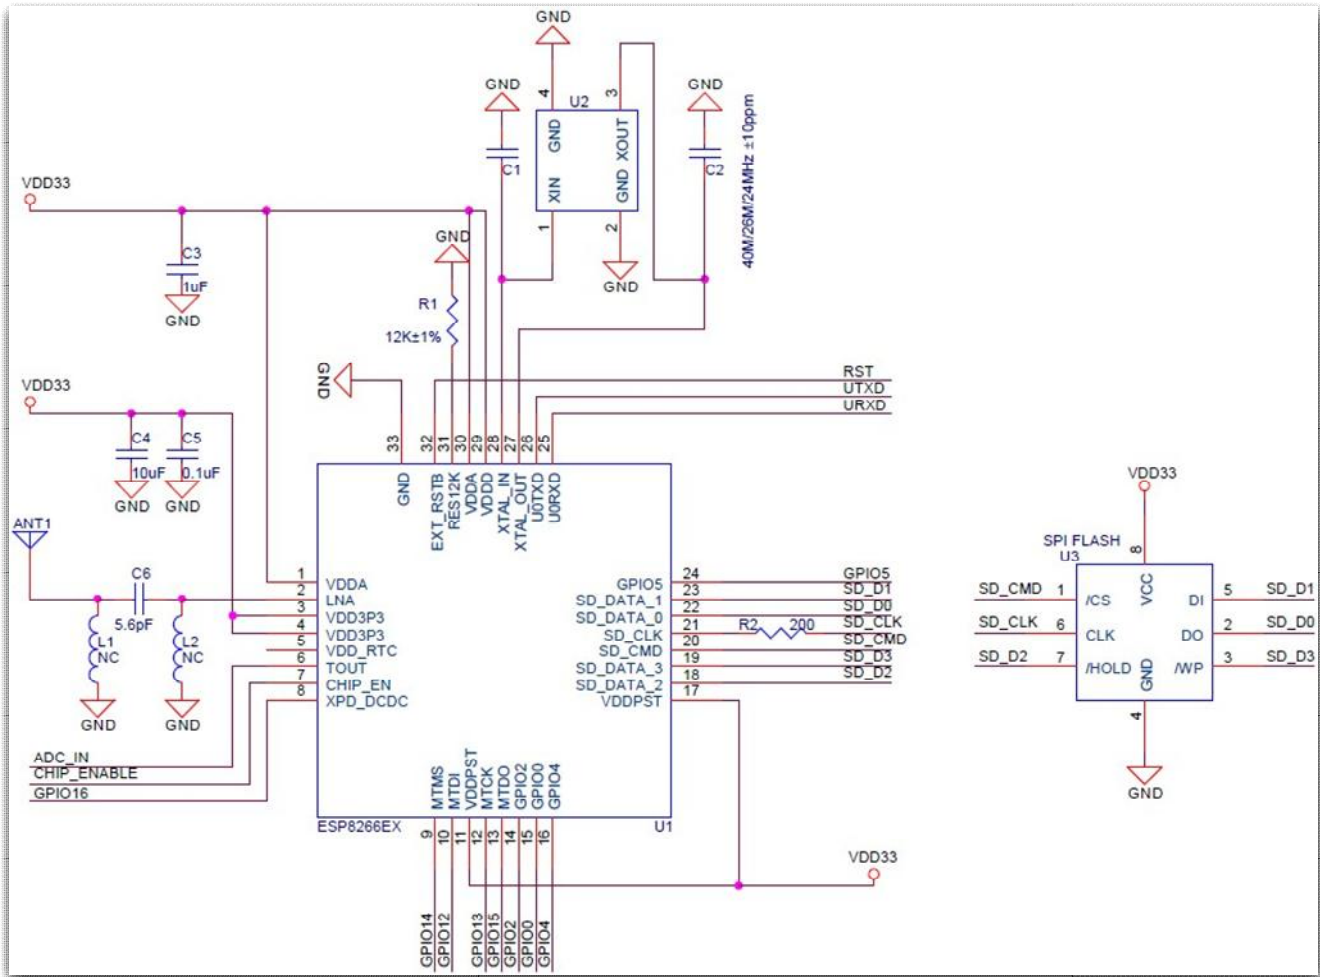 GND
GND
GND
4
U2
3
GND
XOUT
C1
C2
XIN
GND
40M/26M/24MHz ±10ppm
1
2
GND
VDD33
C3
1uF
GND
GND
R1
12K±1%
GND
RST
UTXD
URXD
VDD33
C4
C5
10uF
0.1uF
GND
GND
33
32
31
30
29
28
27
26
25
GND
EXT_RSTB
RES12K
VDDA
VDDD
XTAL_IN
XTAL_OUT
U0TXD
U0RXD
ANT1
C6
5.6pF
L1
NC
L2
NC
GND
GND
1
VDDA
2
LNA
3
VDD3P3
4
VDD3P3
5
VDD_RTC
6
TOUT
7
CHIP_EN
8
XPD_DCDC
ADC_IN
CHIP_ENABLE
GPIO16
GPIO5
24
GPIO5
SD_DATA_1
23
SD_D1
SD_DATA_0
22
SD_D0
SD_CLK
21
R2
200
SD_CLK
SD_CMD
20
SD_CMD
SD_DATA_3
19
SD_D3
SD_DATA_2
18
SD_D2
VDDPST
17
MTMS
MTDI
VDDPST
MTCK
MTDO
GPIO2
GPIO0
GPIO4
ESP8266EX
U1
9
10
11
12
13
14
15
16
GPIO14
GPIO12
GPIO13
GPIO15
GPIO2
GPIO0
GPIO4
VDD33
VDD33
SPI FLASH
U3
8
VCC
SD_CMD
1
/CS
DI
5
SD_D1
SD_CLK
6
CLK
DO
2
SD_D0
SD_D2
7
/HOLD
GND
/WP
3
SD_D3
4
GND